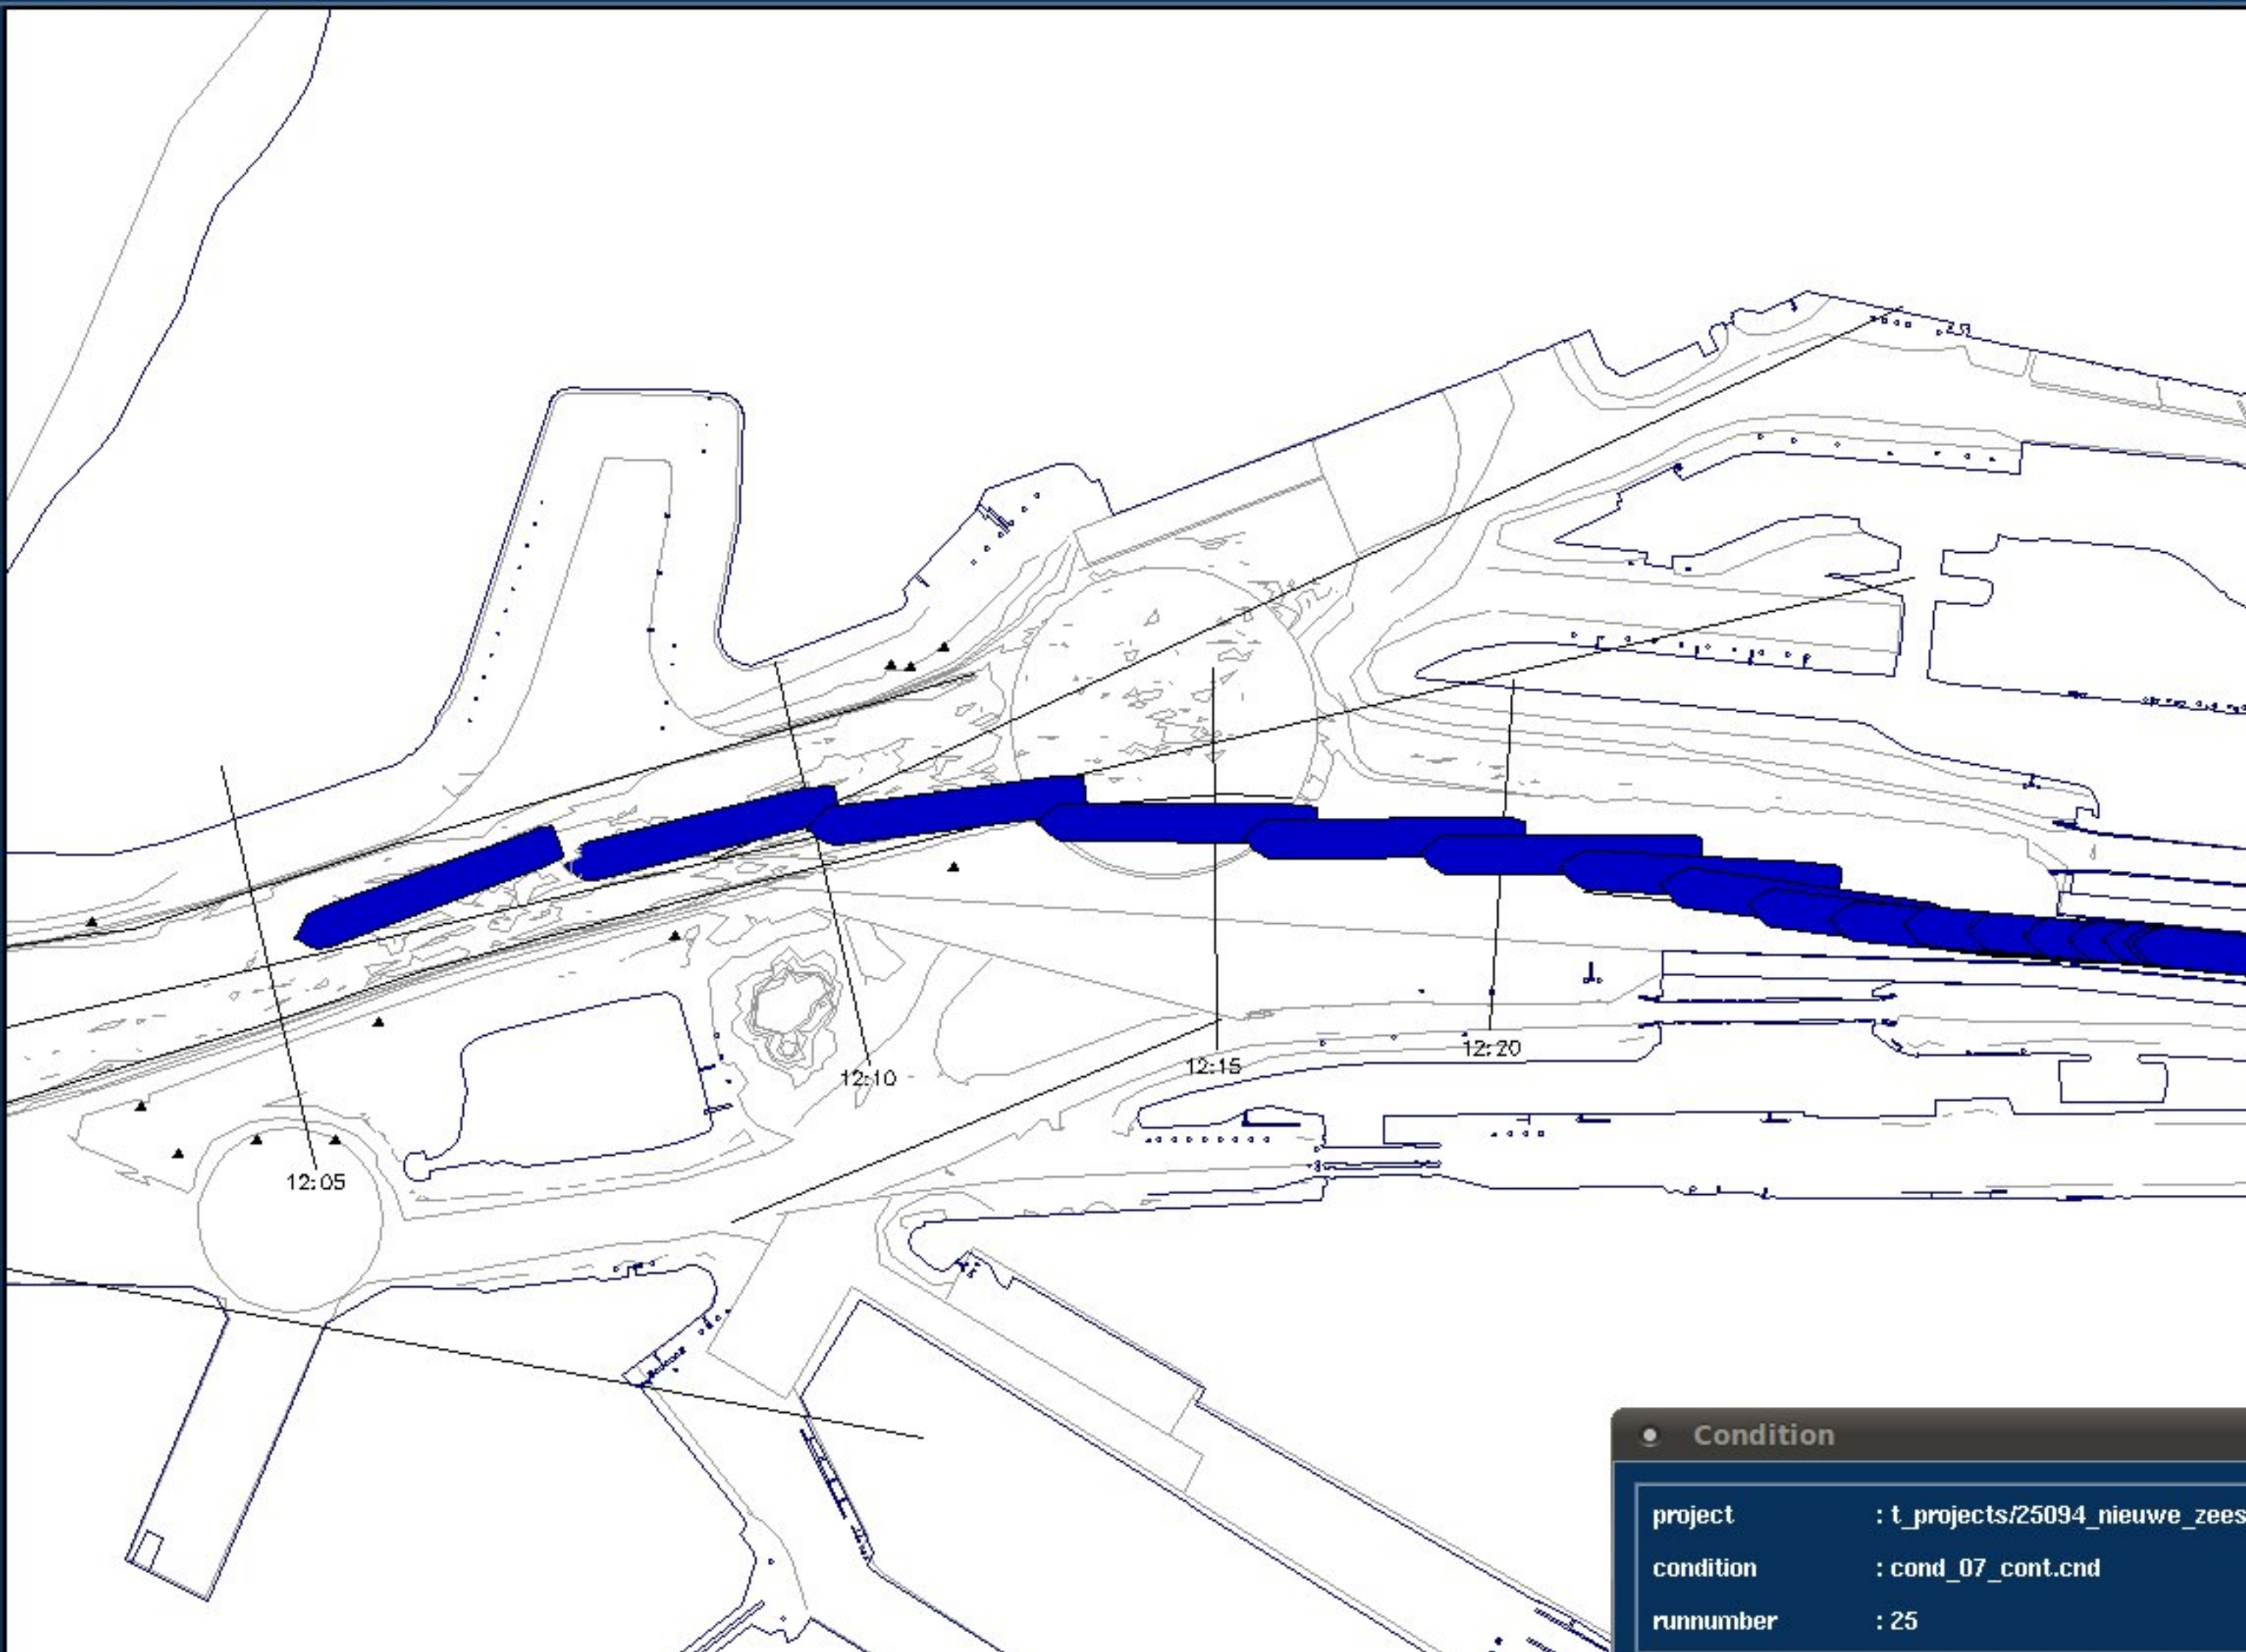 12:05
12:10
12:15
12:20
Condition
project : t_projects/25094_nieuwe_zees
condition : cond_07_cont.cnd
runnumber : 25